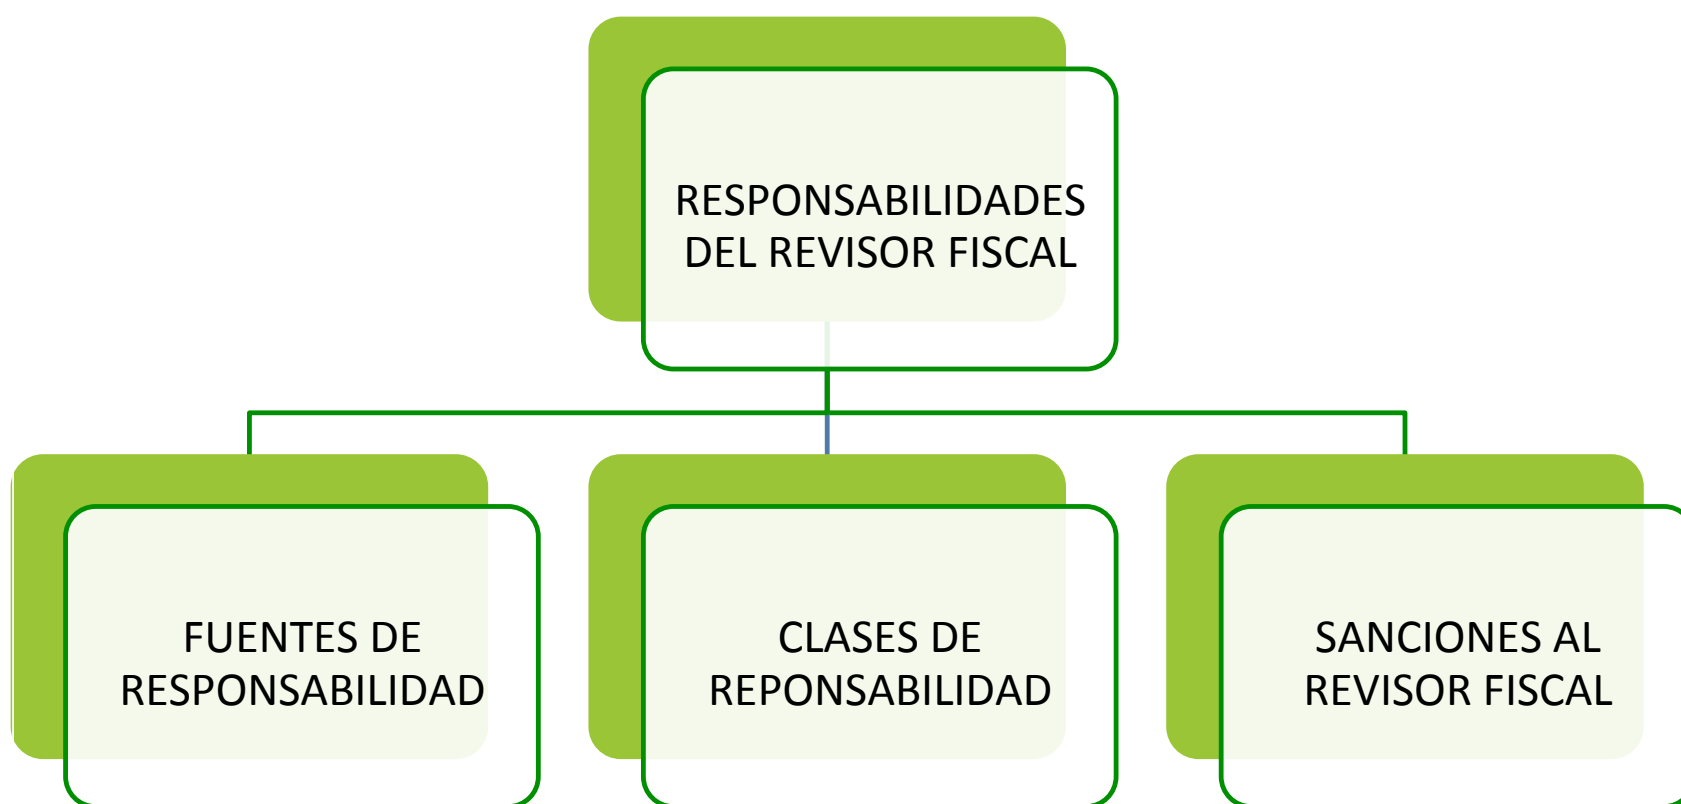 RESPONSABILIDADES
DEL REVISOR FISCAL
FUENTES DE
RESPONSABILIDAD
CLASES DE
REPONSABILIDAD
SANCIONES AL
REVISOR FISCAL